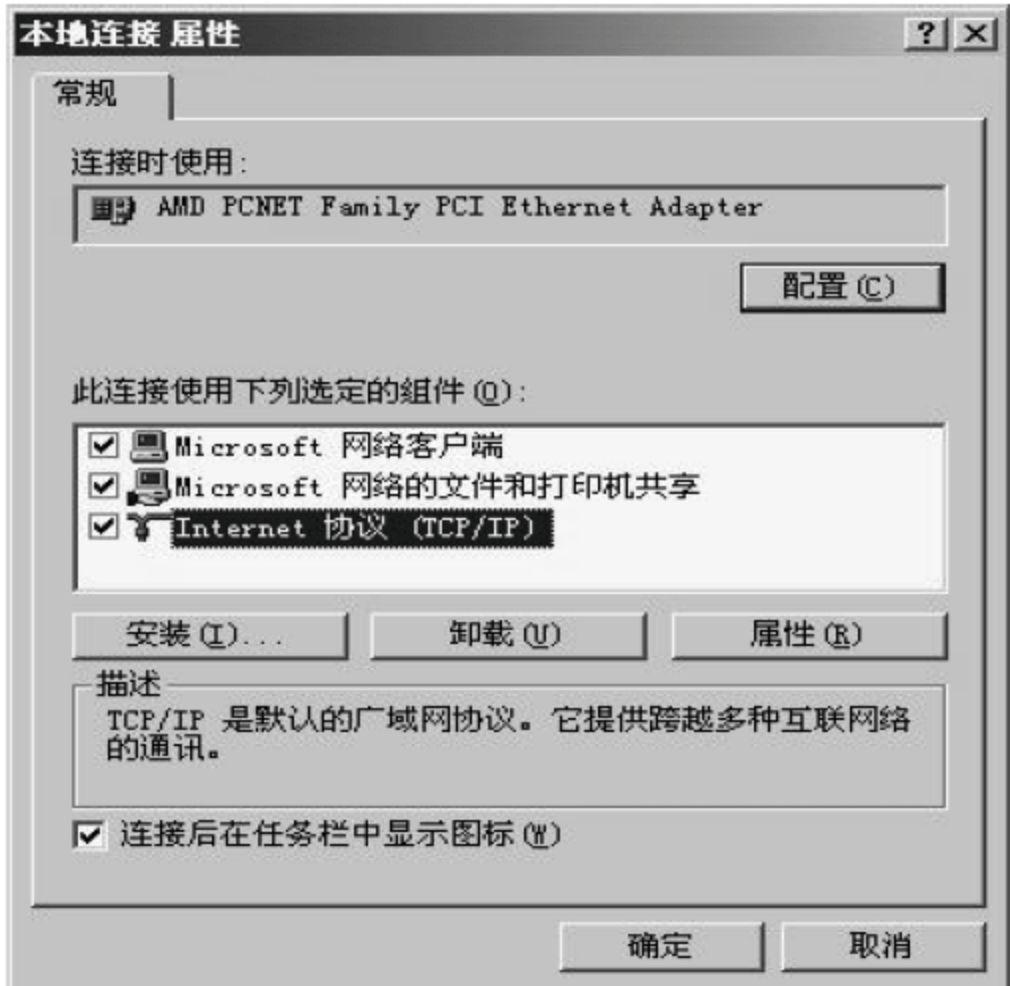 本地连接 属性
常规
连接时使用:
AMD PCNET Family PCI Ethernet Adapter
配置(C)
此连接使用下列选定的组件(O):
Microsoft 网络客户端
Microsoft 网络的文件和打印机共享
Internet 协议 (TCP/IP)
安装(I)...
卸载(U)
属性(R)
描述
TCP/IP 是默认的广域网协议。它提供跨越多种互联网络
的通讯。
连接后在任务栏中显示图标(W)
确定
取消